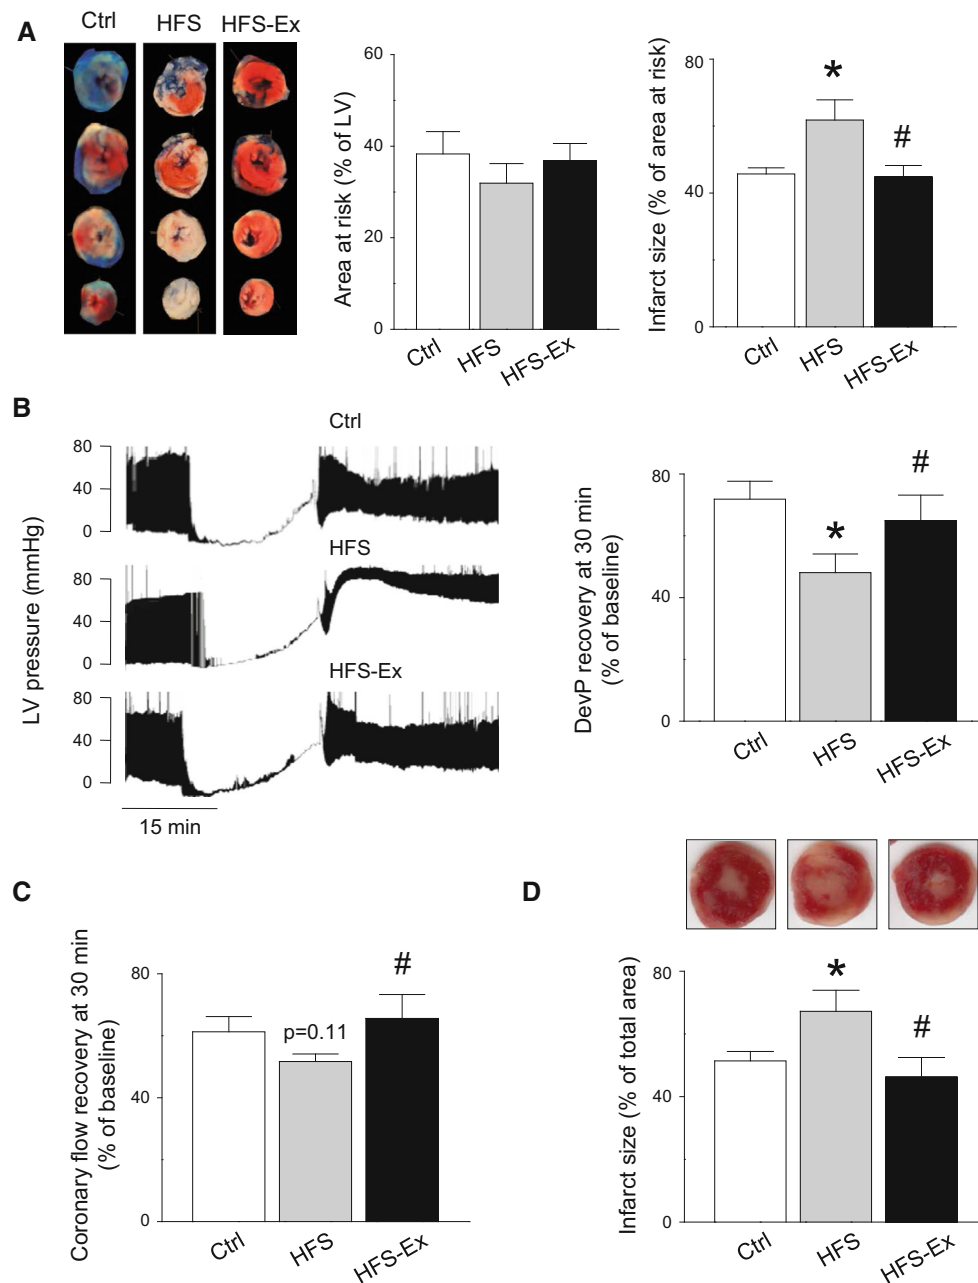 A
Ctrl HFS HFS-Ex
Area at risk (% of LV)
60
40
20
0
Ctrl HFS HFS-Ex
Infarct size (% of area at risk)
80
40
0
*
#
Ctrl HFS HFS-Ex
B
LV pressure (mmHg)
Ctrl
80
40
0
HFS
80
40
0
HFS-Ex
80
40
0
15 min
DevP recovery at 30 min
(% of baseline)
80
40
0
*
#
Ctrl HFS HFS-Ex
C
Coronary flow recovery at 30 min
(% of baseline)
80
40
0
p=0.11
#
Ctrl HFS HFS-Ex
D
Infarct size (% of total area)
80
40
0
*
#
Ctrl HFS HFS-Ex